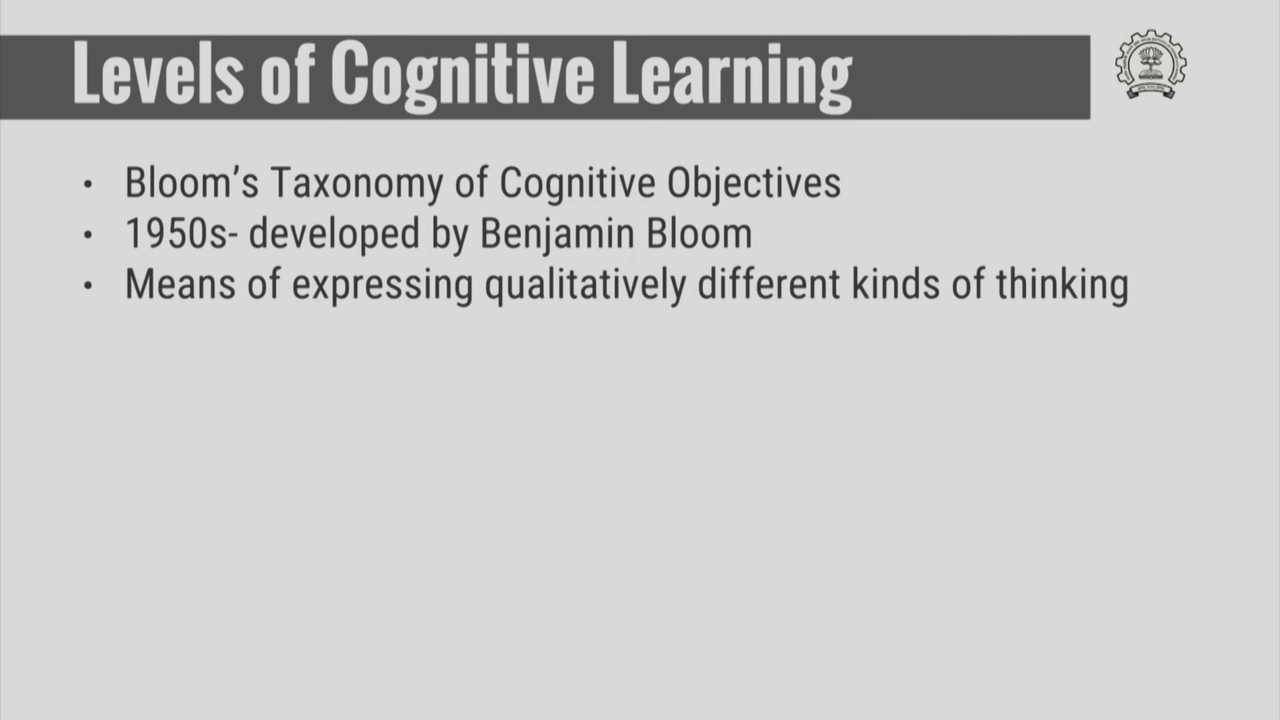 Levels of Cognitive Learning
• Bloom’s Taxonomy of Cognitive Objectives
• 1950s- developed by Benjamin Bloom
• Means of expressing qualitatively different kinds of thinking